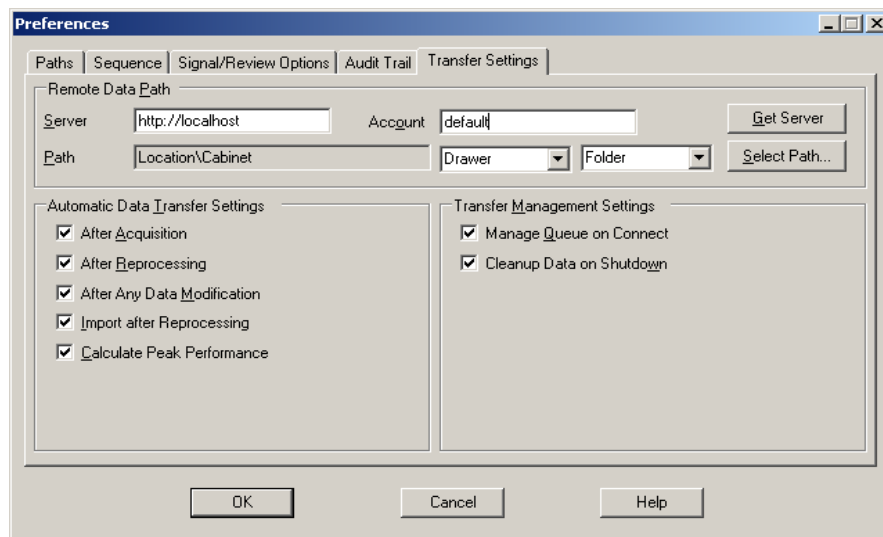 Preferences
Paths Sequence Signal/Review Options Audit Trail Transfer Settings
Remote Data Path
Server http://localhost Account default Get Server
Path Location\Cabinet Drawer Folder Select Path...
Automatic Data Transfer Settings Transfer Management Settings
After Acquisition Manage Queue on Connect
After Reprocessing Cleanup Data on Shutdown
After Any Data Modification
Import after Reprocessing
Calculate Peak Performance
OK Cancel Help